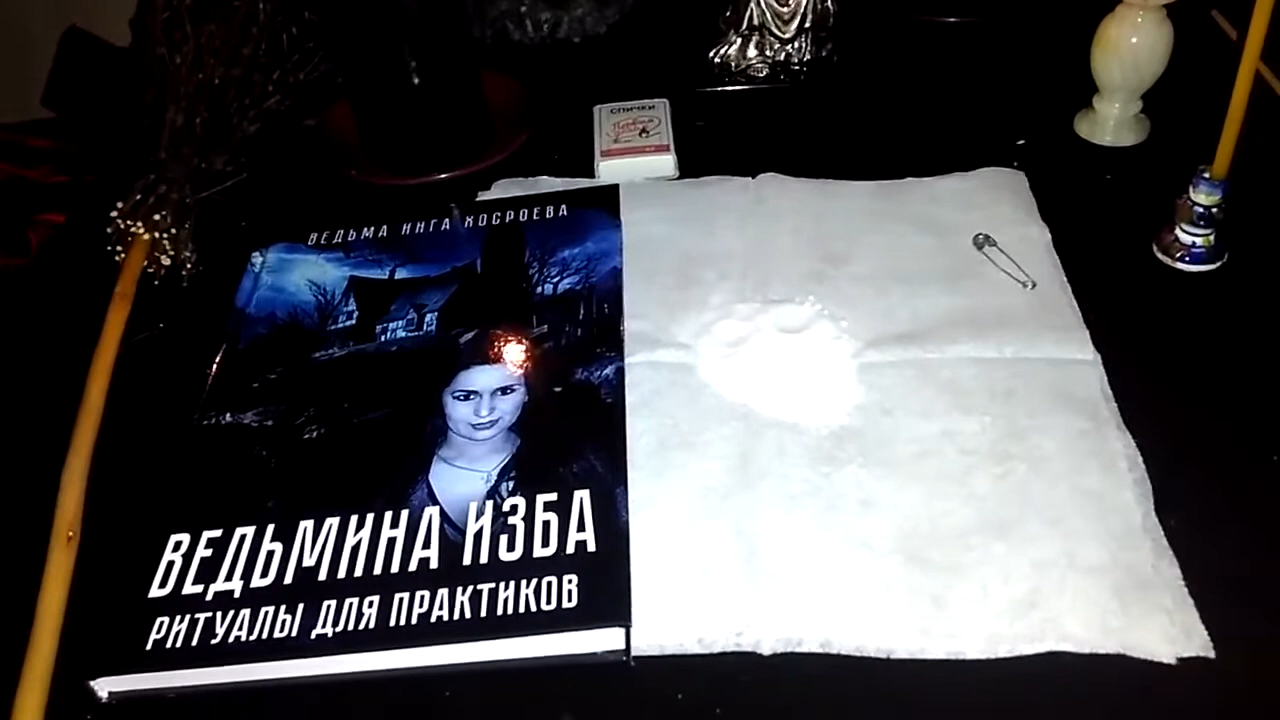 СПИЧКИ
ВЕДЬМА ИНГА ХОСРОЕВА
ВЕДЬМИНА ИЗБА
РИТУАЛЫ ДЛЯ ПРАКТИКОВ